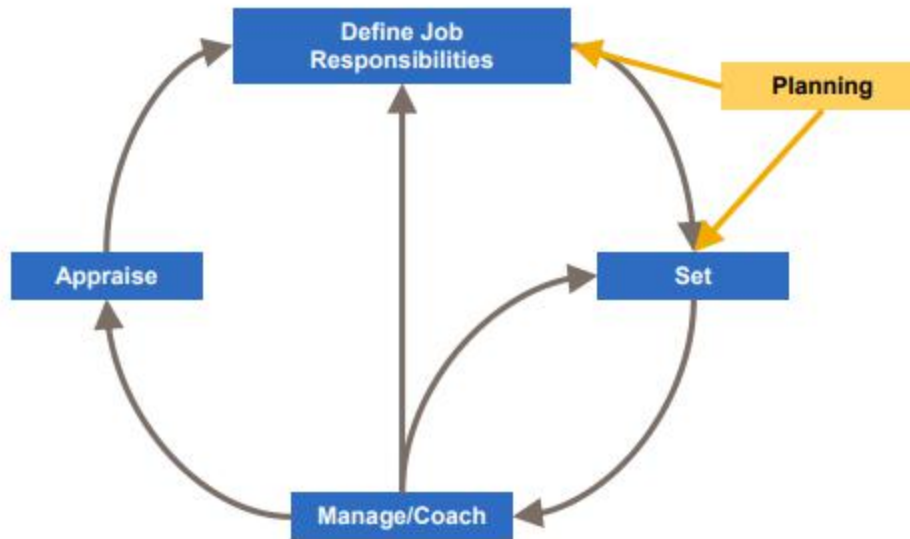 Define Job
Responsibilities
Planning
Appraise
Set
Manage/Coach